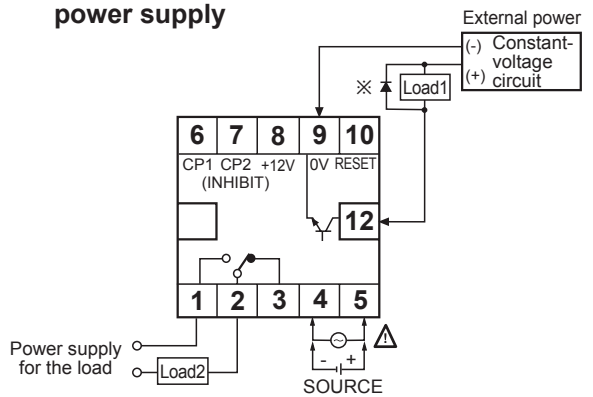 power supply
External power
(-) Constant-
voltage
(+) circuit
※ Load1
6 7 8 9 10
CP1 CP2 +12V 0V RESET
(INHIBIT)
12
1 2 3 4 5
Power supply
for the load
Load2
~
!
- +
SOURCE